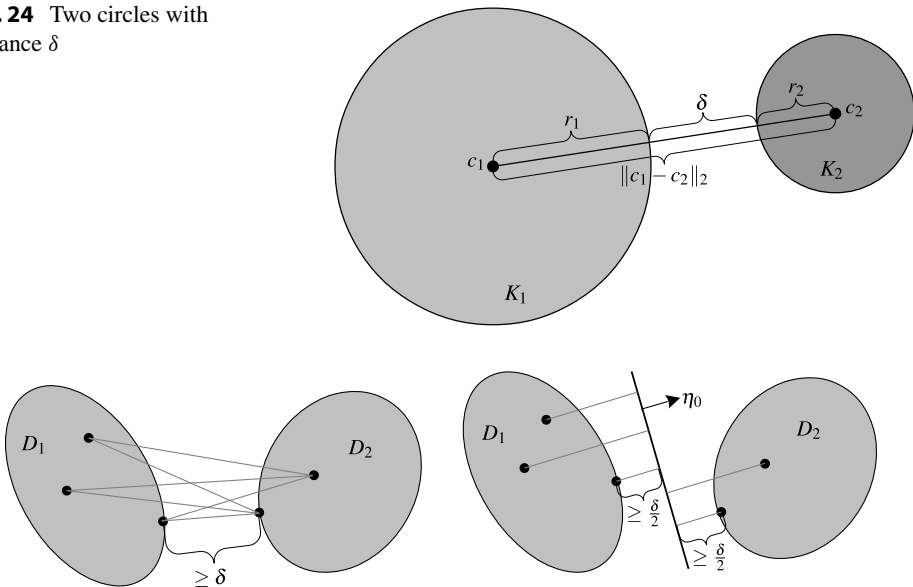 . 24 Two circles with
ance δ
r₁
δ
r₂
c₁
c₂
‖c₁ − c₂‖₂
K₂
K₁
D₁
D₂
≥ δ
D₁
η₀
D₂
≥ δ/2
≥ δ/2